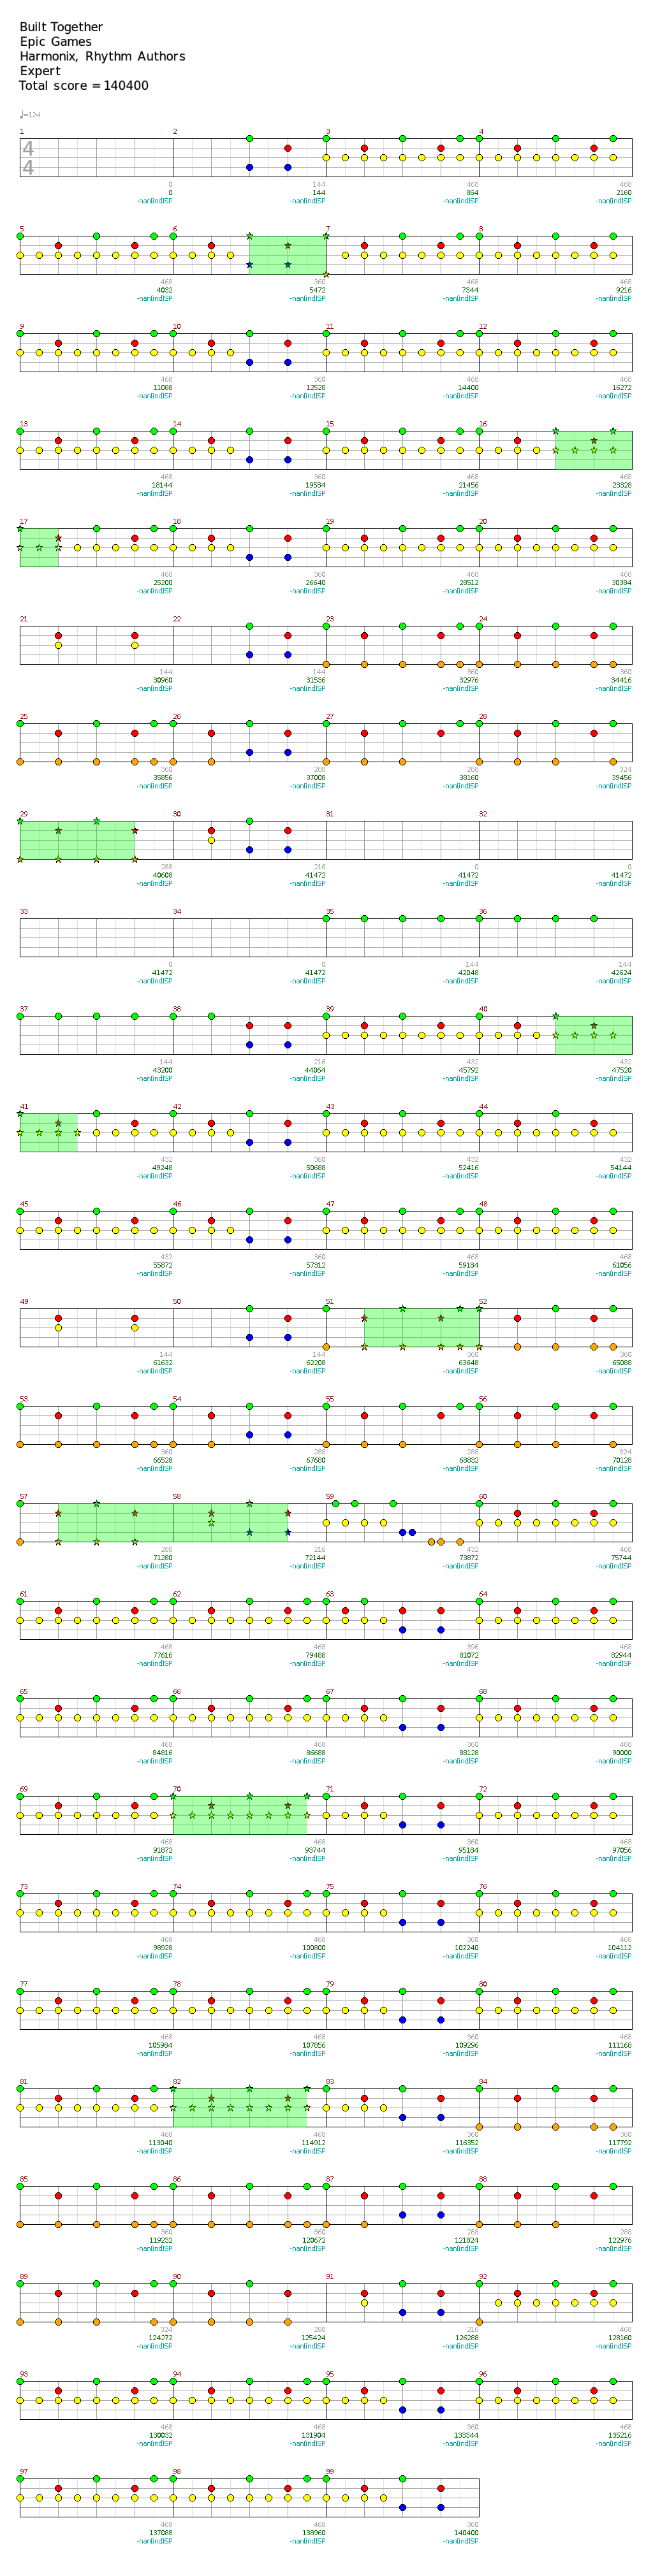 Built Together
Epic Games
Harmonix, Rhythm Authors
Expert
Total score = 140400
♩=124
1 2 3 4
4
4
0 144 468 468
0 144 864 2160
-nan(ind)SP -nan(ind)SP -nan(ind)SP -nan(ind)SP
5 6 7 8
468 360 468 468
4032 5472 7344 9216
-nan(ind)SP -nan(ind)SP -nan(ind)SP -nan(ind)SP
9 10 11 12
468 360 468 468
11088 12528 14400 16272
-nan(ind)SP -nan(ind)SP -nan(ind)SP -nan(ind)SP
13 14 15 16
468 360 468 468
18144 19584 21456 23328
-nan(ind)SP -nan(ind)SP -nan(ind)SP -nan(ind)SP
17 18 19 20
468 360 468 468
25200 26640 28512 30384
-nan(ind)SP -nan(ind)SP -nan(ind)SP -nan(ind)SP
21 22 23 24
144 144 360 360
30960 31536 32976 34416
-nan(ind)SP -nan(ind)SP -nan(ind)SP -nan(ind)SP
25 26 27 28
360 288 288 324
35856 37008 38160 39456
-nan(ind)SP -nan(ind)SP -nan(ind)SP -nan(ind)SP
29 30 31 32
288 216 0 0
40608 41472 41472 41472
-nan(ind)SP -nan(ind)SP -nan(ind)SP -nan(ind)SP
33 34 35 36
0 0 144 144
41472 41472 42048 42624
-nan(ind)SP -nan(ind)SP -nan(ind)SP -nan(ind)SP
37 38 39 40
144 216 432 432
43200 44064 45792 47520
-nan(ind)SP -nan(ind)SP -nan(ind)SP -nan(ind)SP
41 42 43 44
432 360 432 432
49248 50688 52416 54144
-nan(ind)SP -nan(ind)SP -nan(ind)SP -nan(ind)SP
45 46 47 48
432 360 468 468
55872 57312 59184 61056
-nan(ind)SP -nan(ind)SP -nan(ind)SP -nan(ind)SP
49 50 51 52
144 144 360 360
61632 62208 63648 65088
-nan(ind)SP -nan(ind)SP -nan(ind)SP -nan(ind)SP
53 54 55 56
360 288 288 324
66528 67680 68832 70128
-nan(ind)SP -nan(ind)SP -nan(ind)SP -nan(ind)SP
57 58 59 60
288 216 432 468
71280 72144 73872 75744
-nan(ind)SP -nan(ind)SP -nan(ind)SP -nan(ind)SP
61 62 63 64
468 468 396 468
77616 79488 81072 82944
-nan(ind)SP -nan(ind)SP -nan(ind)SP -nan(ind)SP
65 66 67 68
468 468 360 468
84816 86688 88128 90000
-nan(ind)SP -nan(ind)SP -nan(ind)SP -nan(ind)SP
69 70 71 72
468 468 360 468
91872 93744 95184 97056
-nan(ind)SP -nan(ind)SP -nan(ind)SP -nan(ind)SP
73 74 75 76
468 468 360 468
98928 100800 102240 104112
-nan(ind)SP -nan(ind)SP -nan(ind)SP -nan(ind)SP
77 78 79 80
468 468 360 468
105984 107856 109296 111168
-nan(ind)SP -nan(ind)SP -nan(ind)SP -nan(ind)SP
81 82 83 84
468 468 360 360
113040 114912 116352 117792
-nan(ind)SP -nan(ind)SP -nan(ind)SP -nan(ind)SP
85 86 87 88
360 360 288 288
119232 120672 121824 122976
-nan(ind)SP -nan(ind)SP -nan(ind)SP -nan(ind)SP
89 90 91 92
324 288 216 468
124272 125424 126288 128160
-nan(ind)SP -nan(ind)SP -nan(ind)SP -nan(ind)SP
93 94 95 96
468 468 360 468
130032 131904 133344 135216
-nan(ind)SP -nan(ind)SP -nan(ind)SP -nan(ind)SP
97 98 99
468 468 360
137088 138960 140400
-nan(ind)SP -nan(ind)SP -nan(ind)SP